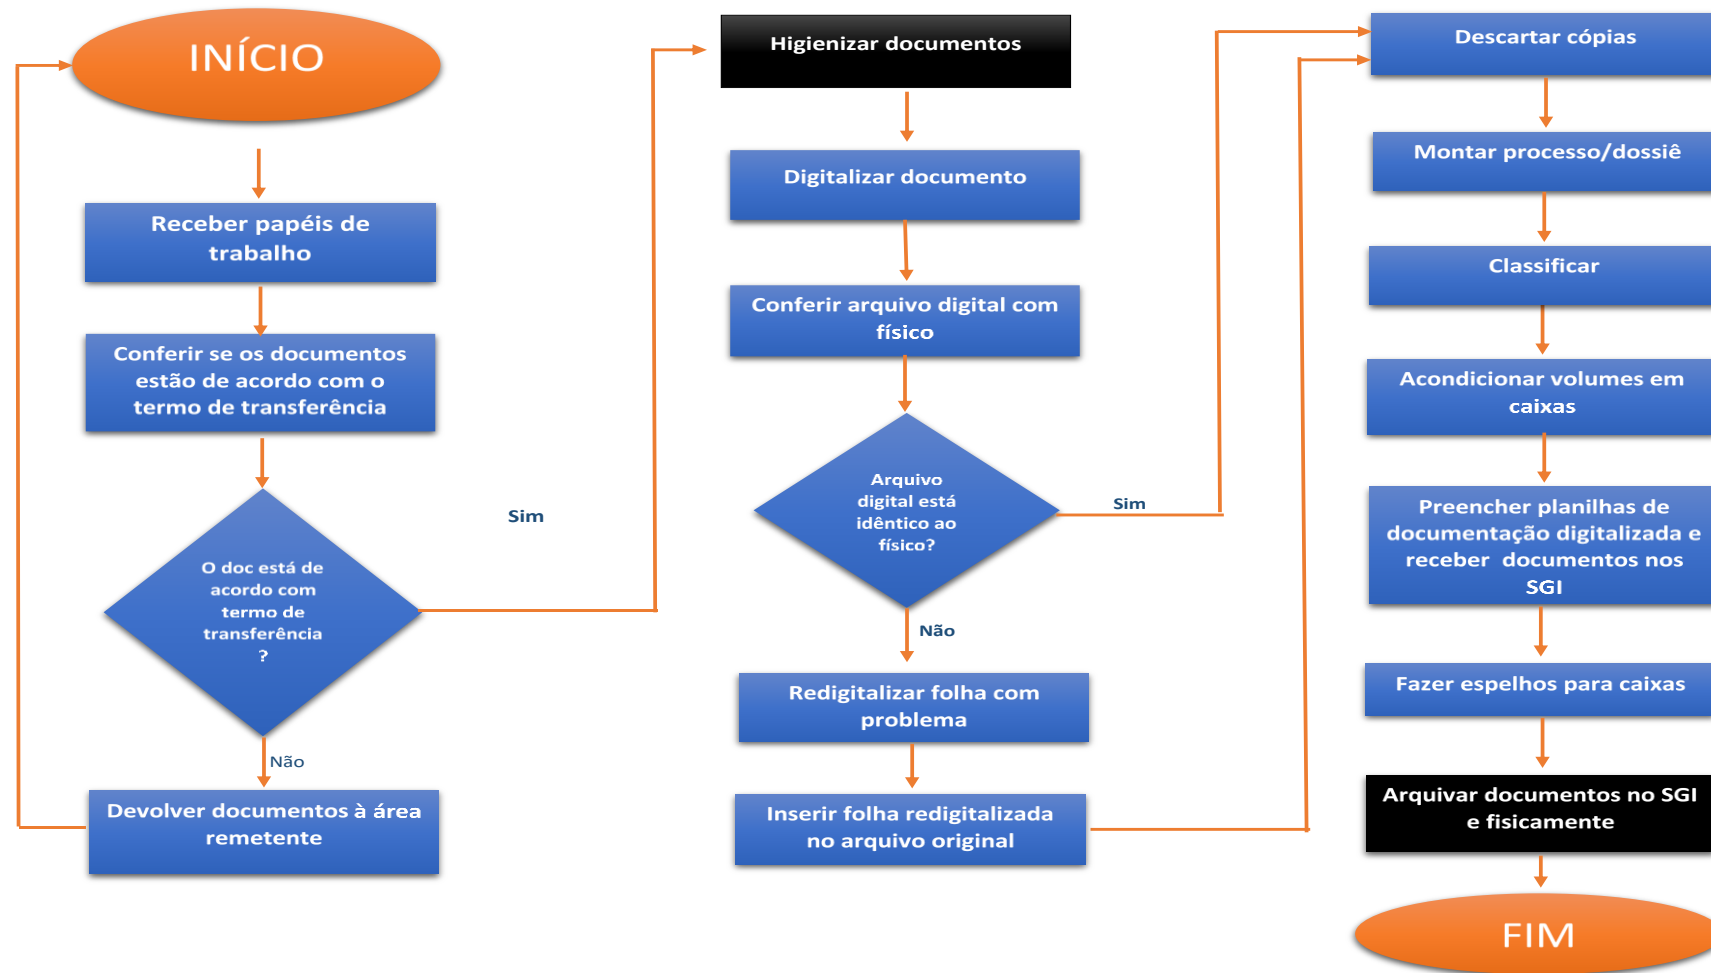 INÍCIO
Receber papéis de
trabalho
Conferir se os documentos
estão de acordo com o
termo de transferência
O doc está de
acordo com
termo de
transferência
?
Sim
Não
Devolver documentos à área
remetente
Higienizar documentos
Digitalizar documento
Conferir arquivo digital com
físico
Arquivo
digital está
idêntico ao
físico?
Sim
Não
Redigitalizar folha com
problema
Inserir folha redigitalizada
no arquivo original
Descartar cópias
Montar processo/dossiê
Classificar
Acondicionar volumes em
caixas
Preencher planilhas de
documentação digitalizada e
receber  documentos nos
SGI
Fazer espelhos para caixas
Arquivar documentos no SGI
e fisicamente
FIM